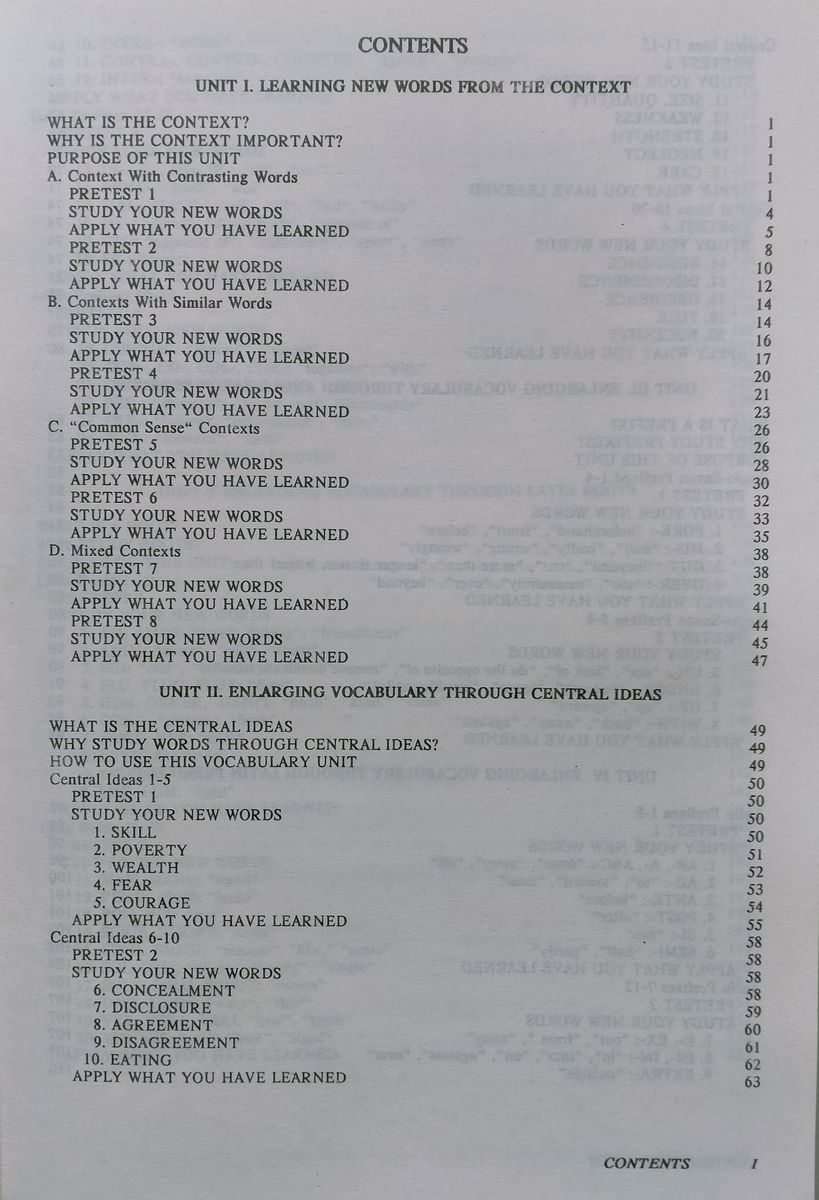 CONTENTS
UNIT I. LEARNING NEW WORDS FROM THE CONTEXT
WHAT IS THE CONTEXT? 1
WHY IS THE CONTEXT IMPORTANT? 1
PURPOSE OF THIS UNIT 1
A. Context With Contrasting Words 1
PRETEST 1 1
STUDY YOUR NEW WORDS 4
APPLY WHAT YOU HAVE LEARNED 5
PRETEST 2 8
STUDY YOUR NEW WORDS 10
APPLY WHAT YOU HAVE LEARNED 12
B. Contexts With Similar Words 14
PRETEST 3 14
STUDY YOUR NEW WORDS 16
APPLY WHAT YOU HAVE LEARNED 17
PRETEST 4 20
STUDY YOUR NEW WORDS 21
APPLY WHAT YOU HAVE LEARNED 23
C. “Common Sense“ Contexts 26
PRETEST 5 26
STUDY YOUR NEW WORDS 28
APPLY WHAT YOU HAVE LEARNED 30
PRETEST 6 32
STUDY YOUR NEW WORDS 33
APPLY WHAT YOU HAVE LEARNED 35
D. Mixed Contexts 38
PRETEST 7 38
STUDY YOUR NEW WORDS 39
APPLY WHAT YOU HAVE LEARNED 41
PRETEST 8 44
STUDY YOUR NEW WORDS 45
APPLY WHAT YOU HAVE LEARNED 47
UNIT II. ENLARGING VOCABULARY THROUGH CENTRAL IDEAS
WHAT IS THE CENTRAL IDEAS 49
WHY STUDY WORDS THROUGH CENTRAL IDEAS? 49
HOW TO USE THIS VOCABULARY UNIT 49
Central Ideas 1-5 50
PRETEST 1 50
STUDY YOUR NEW WORDS 50
1. SKILL 50
2. POVERTY 51
3. WEALTH 52
4. FEAR 53
5. COURAGE 54
APPLY WHAT YOU HAVE LEARNED 55
Central Ideas 6-10 58
PRETEST 2 58
STUDY YOUR NEW WORDS 58
6. CONCEALMENT 58
7. DISCLOSURE 59
8. AGREEMENT 60
9. DISAGREEMENT 61
10. EATING 62
APPLY WHAT YOU HAVE LEARNED 63
CONTENTS I